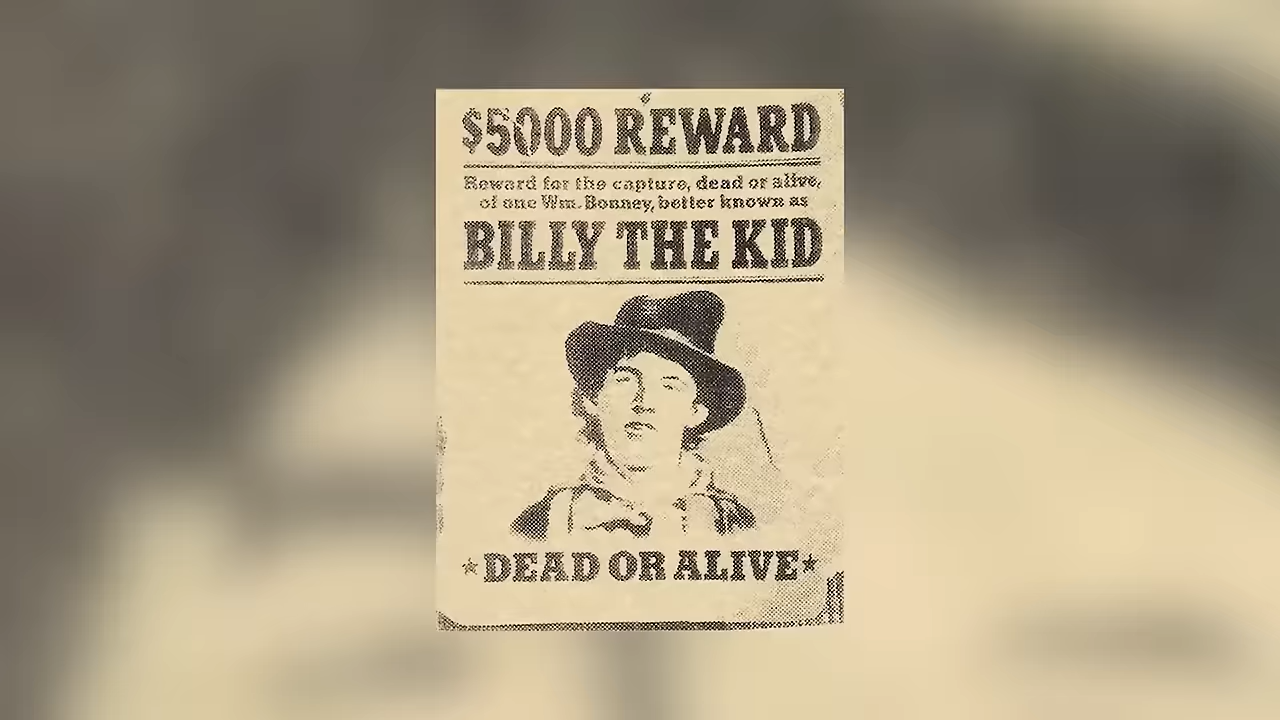 $5000 REWARD
Reward for the capture, dead or alive,
of one Wm. Bonney, better known as
BILLY THE KID
★DEAD OR ALIVE★